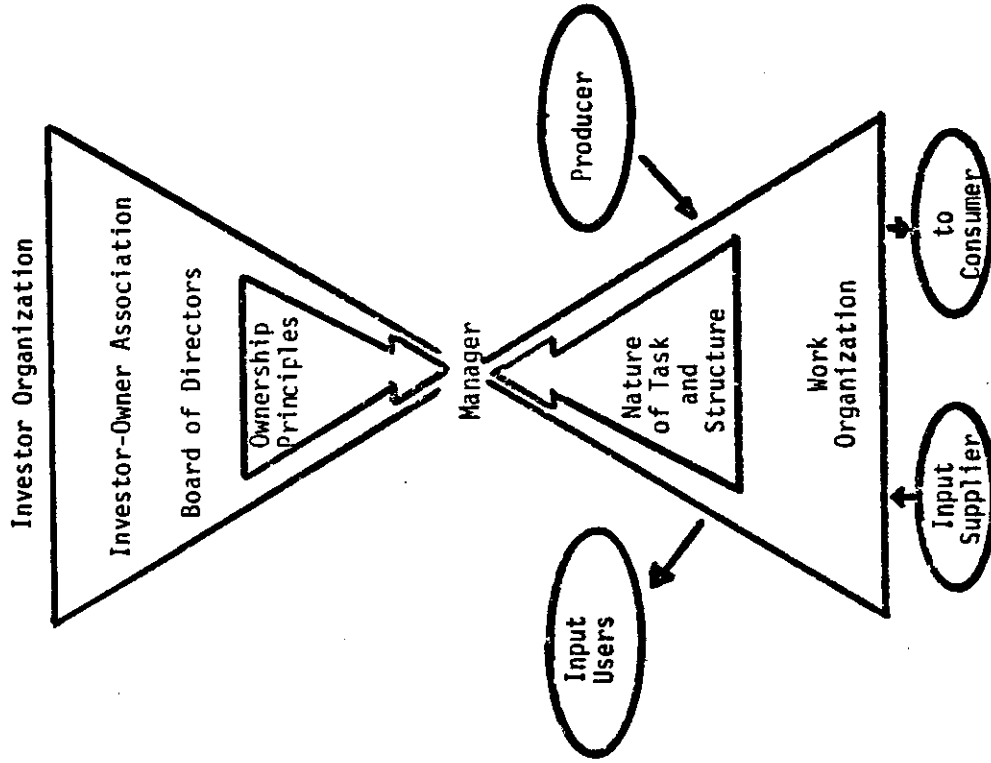 Investor Organization
Investor-Owner Association
Board of Directors
Ownership
Principles
Manager
Producer
Input
Users
Nature
of Task
and
Structure
Work
Organization
Input
Supplier
to
Consumer